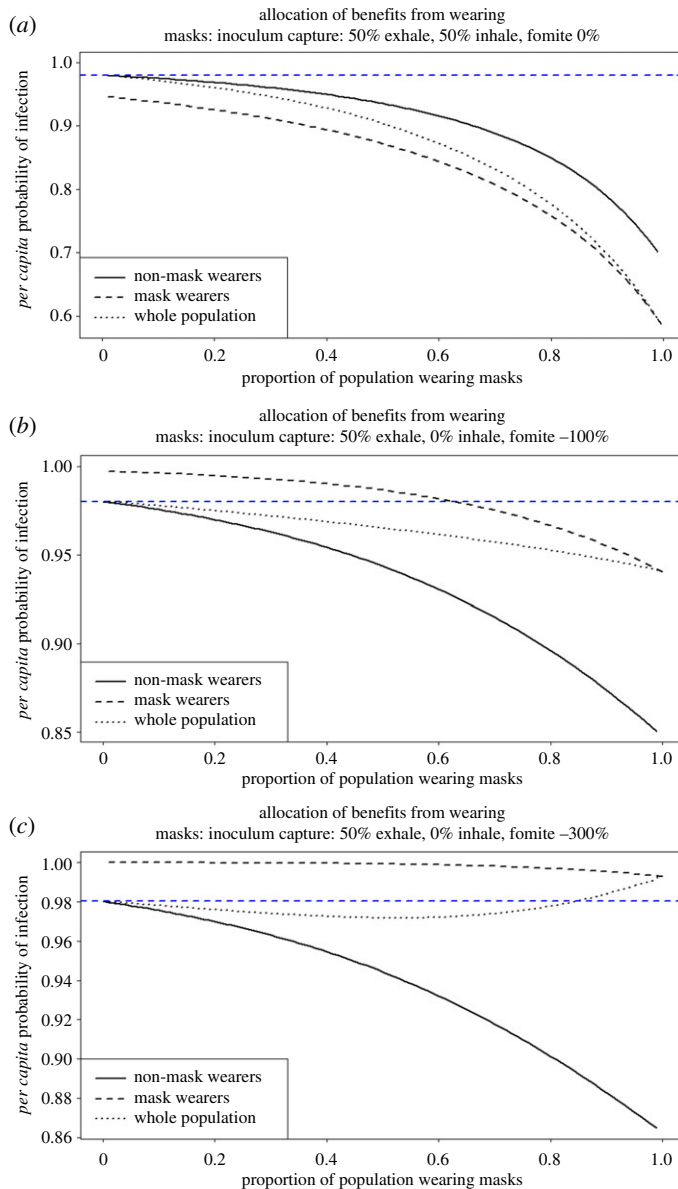 (a)
allocation of benefits from wearing
masks: inoculum capture: 50% exhale, 50% inhale, fomite 0%
per capita probability of infection
1.0
0.9
0.8
0.7
0.6
non-mask wearers
mask wearers
whole population
0 0.2 0.4 0.6 0.8 1.0
proportion of population wearing masks
(b)
allocation of benefits from wearing
masks: inoculum capture: 50% exhale, 0% inhale, fomite –100%
per capita probability of infection
1.00
0.95
0.90
0.85
non-mask wearers
mask wearers
whole population
0 0.2 0.4 0.6 0.8 1.0
proportion of population wearing masks
(c)
allocation of benefits from wearing
masks: inoculum capture: 50% exhale, 0% inhale, fomite –300%
per capita probability of infection
1.00
0.98
0.96
0.94
0.92
0.90
0.88
0.86
non-mask wearers
mask wearers
whole population
0 0.2 0.4 0.6 0.8 1.0
proportion of population wearing masks